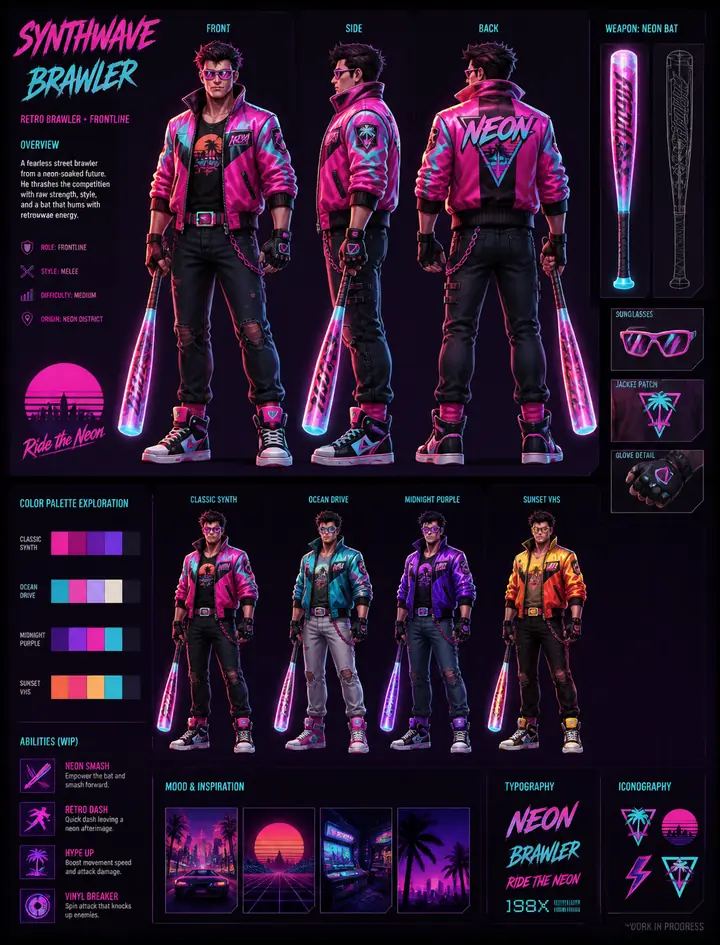 SYNTHWAVE
BRAWLER
RETRO BRAWLER • FRONTLINE
OVERVIEW
A fearless street brawler
from a neon-soaked future.
He thrashes the competition
with raw strength, style,
and a bat that hums with
retrowave energy.
ROLE: FRONTLINE
STYLE: MELEE
DIFFICULTY: MEDIUM
ORIGIN: NEON DISTRICT
Ride the Neon
FRONT
SIDE
BACK
NEON
WEAPON: NEON BAT
SUNGLASSES
JACKET PATCH
GLOVE DETAIL
COLOR PALETTE EXPLORATION
CLASSIC
SYNTH
OCEAN
DRIVE
MIDNIGHT
PURPLE
SUNSET
VHS
CLASSIC SYNTH
OCEAN DRIVE
MIDNIGHT PURPLE
SUNSET VHS
ABILITIES (WIP)
NEON SMASH
Empower the bat and
smash forward.
RETRO DASH
Quick dash leaving a
neon afterimage.
HYPE UP
Boost movement speed
and attack damage.
VINYL BREAKER
Spin attack that knocks
up enemies.
MOOD & INSPIRATION
TYPOGRAPHY
NEON
BRAWLER
RIDE THE NEON
198X
ICONOGRAPHY
*WORK IN PROGRESS